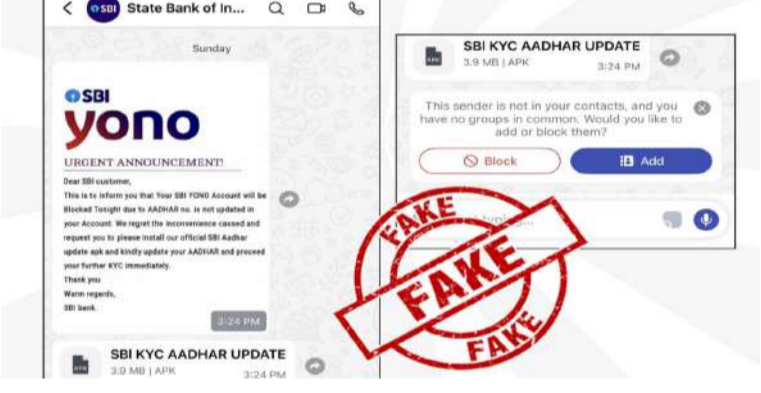 SBI State Bank of In...
Sunday
SBI
yono
URGENT ANNOUNCEMENT!
Dear SBI customer,
This is to inform you that Your SBI YONO Account will be
Blocked Tonight due to AADHAR no. is not updated in
your Account. We regret the inconvenience caused and
request you to please install our official SBI Aadhar
update apk and kindly update your AADHAR and proceed
your further KYC immediately.
Thank you
Warm regards,
SBI bank.
3:24 PM
APK
SBI KYC AADHAR UPDATE
3.9 MB | APK
3:24 PM
APK
SBI KYC AADHAR UPDATE
3.9 MB | APK
3:24 PM
This sender is not in your contacts, and you
have no groups in common. Would you like to
add or block them?
Block
Add
typing...
FAKE
FAKE
FAKE